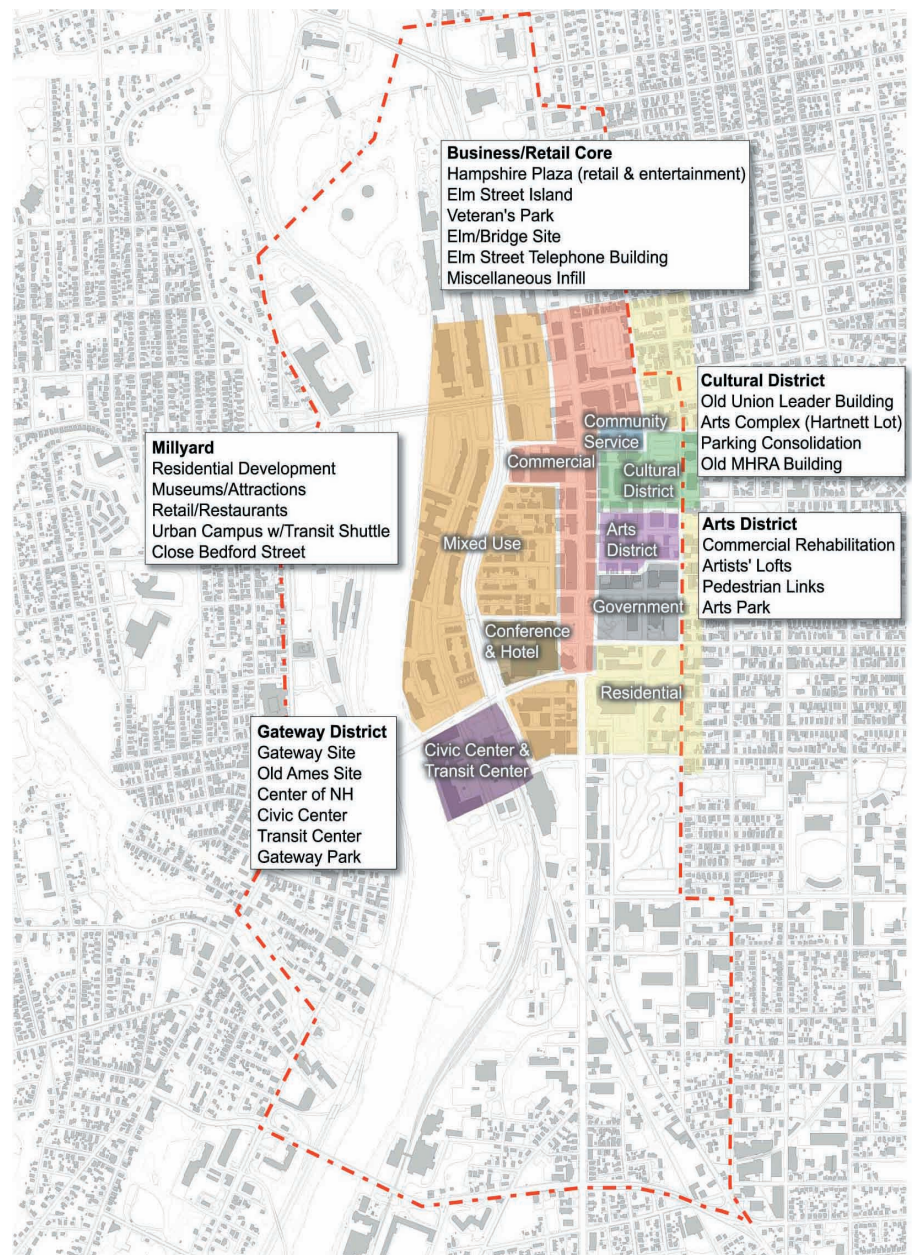 Business/Retail Core
Hampshire Plaza (retail & entertainment)
Elm Street Island
Veteran's Park
Elm/Bridge Site
Elm Street Telephone Building
Miscellaneous Infill
Cultural District
Old Union Leader Building
Arts Complex (Hartnett Lot)
Parking Consolidation
Old MHRA Building
Millyard
Residential Development
Museums/Attractions
Retail/Restaurants
Urban Campus w/Transit Shuttle
Close Bedford Street
Arts District
Commercial Rehabilitation
Artists' Lofts
Pedestrian Links
Arts Park
Gateway District
Gateway Site
Old Ames Site
Center of NH
Civic Center
Transit Center
Gateway Park
Community
Service
Commercial
Cultural
District
Arts
District
Mixed Use
Government
Conference
& Hotel
Residential
Civic Center &
Transit Center